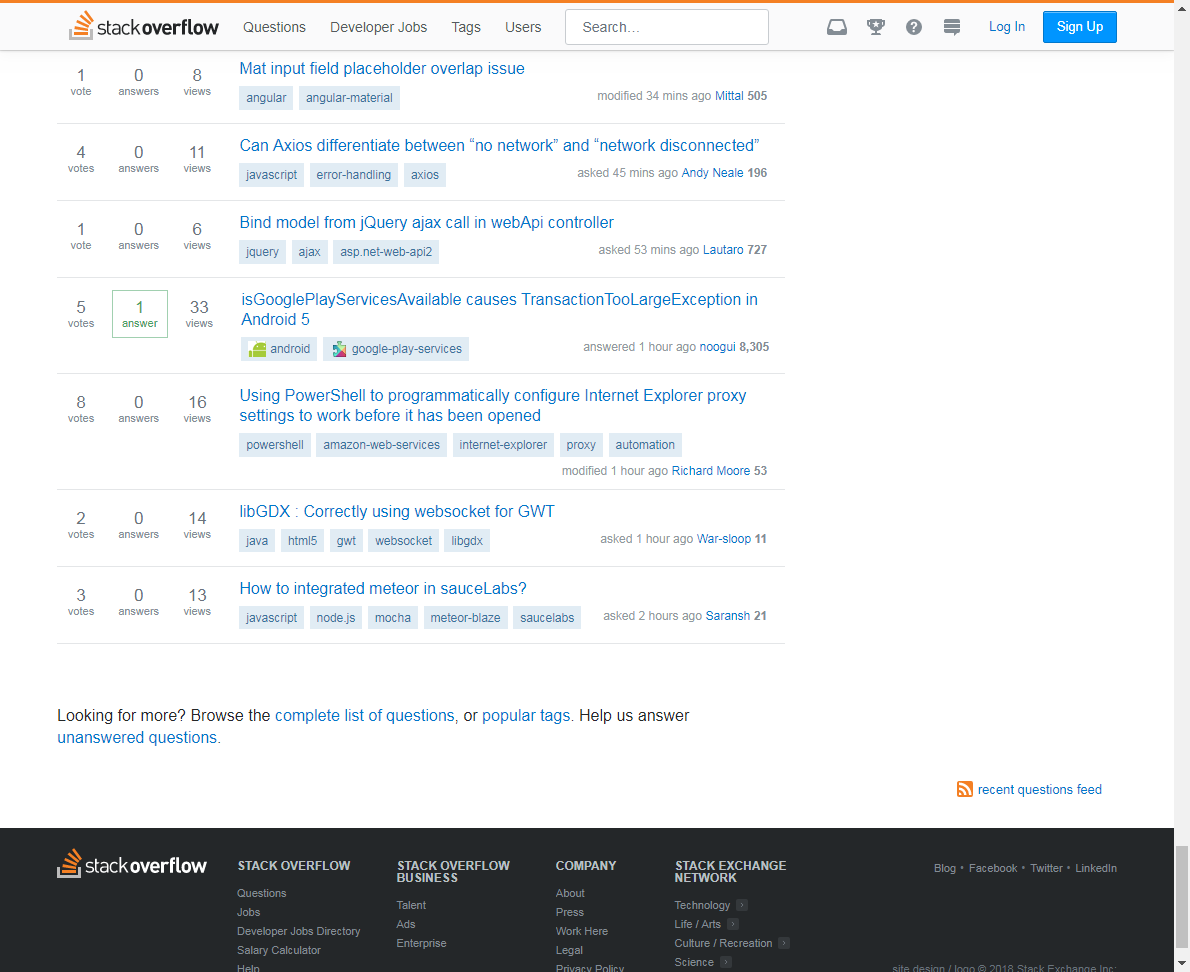 stackoverflow Questions Developer Jobs Tags Users Search... Log In Sign Up
1 0 8 Mat input field placeholder overlap issue
vote answers views
angular angular-material modified 34 mins ago Mittal 505
4 0 11 Can Axios differentiate between “no network” and “network disconnected”
votes answers views
javascript error-handling axios asked 45 mins ago Andy Neale 196
1 0 6 Bind model from jQuery ajax call in webApi controller
vote answers views
jquery ajax asp.net-web-api2 asked 53 mins ago Lautaro 727
5 1 33 isGooglePlayServicesAvailable causes TransactionTooLargeException in
votes answer views Android 5
android google-play-services answered 1 hour ago noogui 8,305
8 0 16 Using PowerShell to programmatically configure Internet Explorer proxy
votes answers views settings to work before it has been opened
powershell amazon-web-services internet-explorer proxy automation
modified 1 hour ago Richard Moore 53
2 0 14 libGDX : Correctly using websocket for GWT
votes answers views
java html5 gwt websocket libgdx asked 1 hour ago War-sloop 11
3 0 13 How to integrated meteor in sauceLabs?
votes answers views
javascript node.js mocha meteor-blaze saucelabs asked 2 hours ago Saransh 21
Looking for more? Browse the complete list of questions, or popular tags. Help us answer
unanswered questions.
recent questions feed
stackoverflow
STACK OVERFLOW
Questions
Jobs
Developer Jobs Directory
Salary Calculator
Help
STACK OVERFLOW
BUSINESS
Talent
Ads
Enterprise
COMPANY
About
Press
Work Here
Legal
Privacy Policy
STACK EXCHANGE
NETWORK
Technology
Life / Arts
Culture / Recreation
Science
Blog • Facebook • Twitter • LinkedIn
site design / logo © 2018 Stack Exchange Inc;